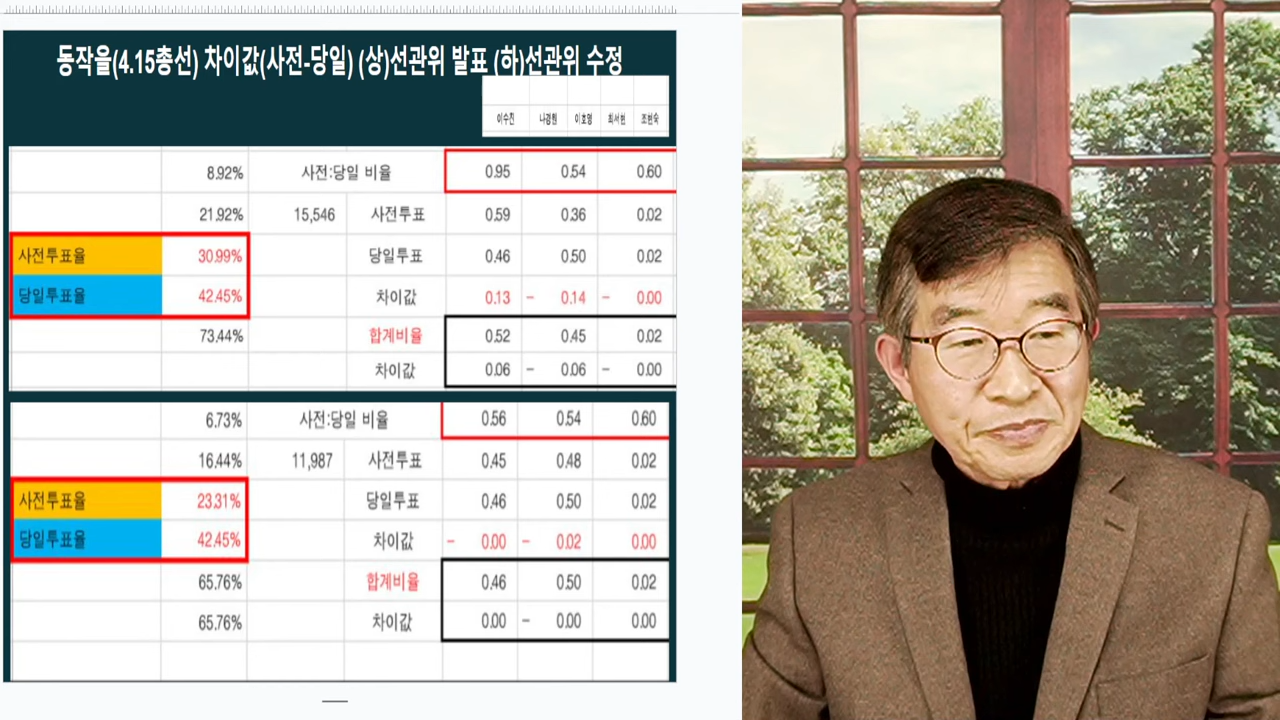 동작을(4.15총선) 차이값(사전-당일) (상)선관위 발표 (하)선관위 수정
이수진 나경원 이호영 최서현 조현숙
8.92% 사전:당일 비율 0.95 0.54 0.60
21.92% 15,546 사전투표 0.59 0.36 0.02
사전투표율 30.99% 당일투표 0.46 0.50 0.02
당일투표율 42.45% 차이값 0.13 - 0.14 - 0.00
73.44% 합계비율 0.52 0.45 0.02
차이값 0.06 - 0.06 - 0.00
6.73% 사전:당일 비율 0.56 0.54 0.60
16.44% 11,987 사전투표 0.45 0.48 0.02
사전투표율 23.31% 당일투표 0.46 0.50 0.02
당일투표율 42.45% 차이값 - 0.00 - 0.02 0.00
65.76% 합계비율 0.46 0.50 0.02
65.76% 차이값 0.00 - 0.00 0.00